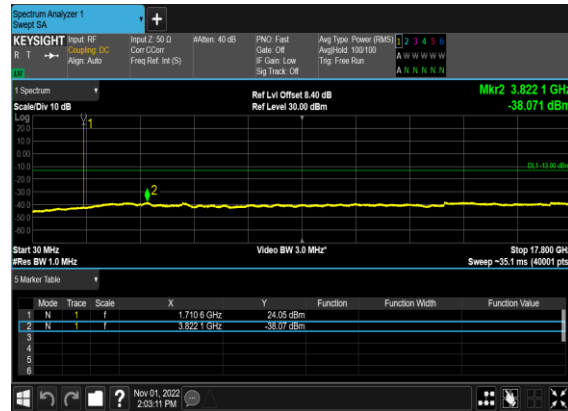 Spectrum Analyzer 1
Swept SA
+
KEYSIGHT Input: RF Input Z: 50 Ω #Atten: 40 dB PNO: Fast Avg Type: Power (RMS) 1 2 3 4 5 6
R T Coupling: DC Corr CCorr Gate: Off Avg|Hold: 100/100 A W W W W W
Align: Auto Freq Ref: Int (S) IF Gain: Low Trig: Free Run
LXI Sig Track: Off A N N N N N
1 Spectrum Ref Lvl Offset 8.40 dB Mkr2 3.822 1 GHz
Scale/Div 10 dB Ref Level 30.00 dBm -38.071 dBm
Log
1
20.0
10.0
0.00
-10.0
DL1 -13.00 dBm
-20.0
-30.0
2
-40.0
-50.0
-60.0
Start 30 MHz Video BW 3.0 MHz* Stop 17.800 GHz
#Res BW 1.0 MHz Sweep ~35.1 ms (40001 pts)
5 Marker Table
Mode Trace Scale X Y Function Function Width Function Value
1 N 1 f 1.710 6 GHz 24.05 dBm
2 N 1 f 3.822 1 GHz -38.07 dBm
3
4
5
6
? Nov 01, 2022
2:03:11 PM